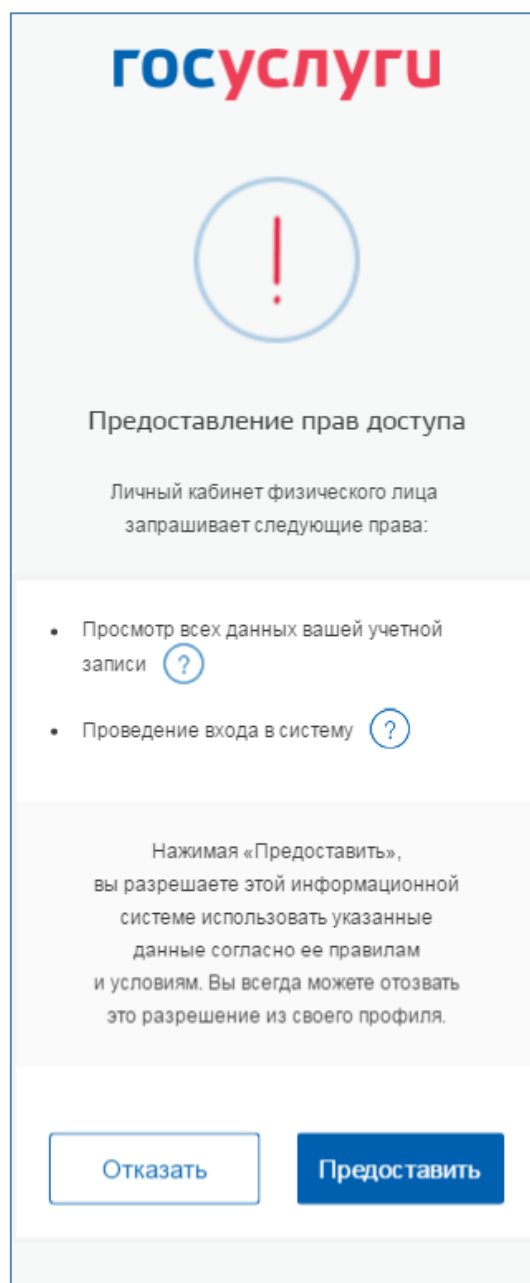 госуслуги
!
Предоставление прав доступа
Личный кабинет физического лица
запрашивает следующие права:
• Просмотр всех данных вашей учетной
записи ?
• Проведение входа в систему ?
Нажимая «Предоставить»,
вы разрешаете этой информационной
системе использовать указанные
данные согласно ее правилам
и условиям. Вы всегда можете отозвать
это разрешение из своего профиля.
Отказать Предоставить